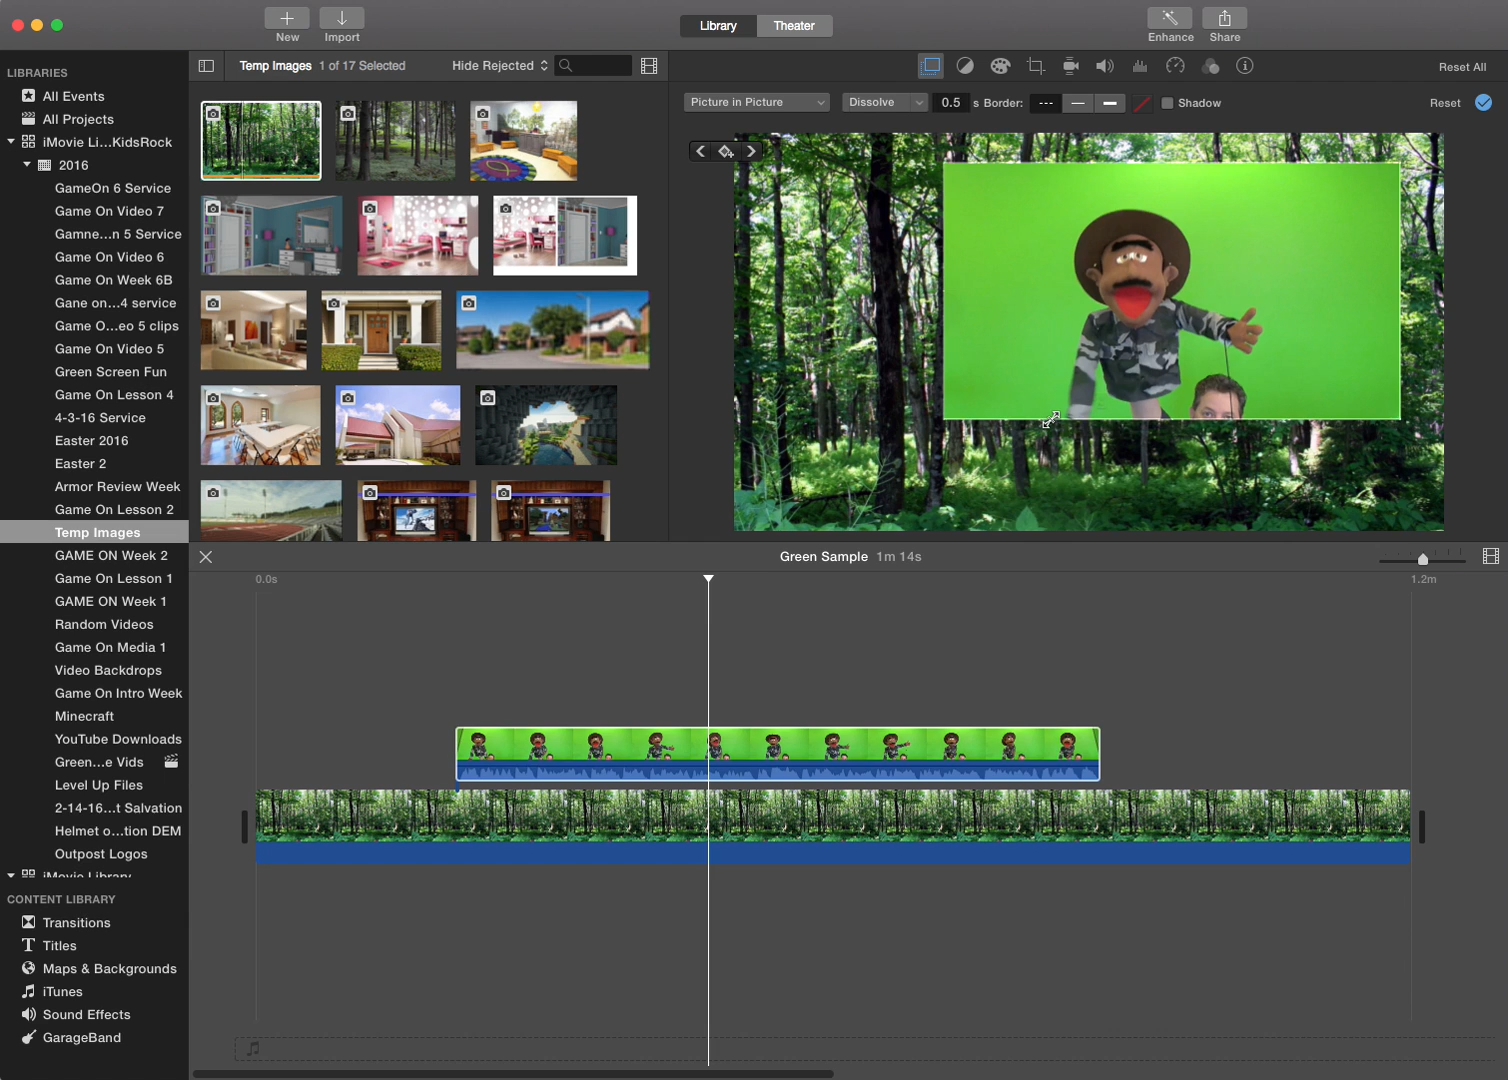 New
Import
Library
Theater
Enhance
Share
LIBRARIES
All Events
All Projects
iMovie Li...KidsRock
2016
GameOn 6 Service
Game On Video 7
Gamne...n 5 Service
Game On Video 6
Game On Week 6B
Gane on...4 service
Game O...eo 5 clips
Game On Video 5
Green Screen Fun
Game On Lesson 4
4-3-16 Service
Easter 2016
Easter 2
Armor Review Week
Game On Lesson 2
Temp Images
GAME ON Week 2
Game On Lesson 1
GAME ON Week 1
Random Videos
Game On Media 1
Video Backdrops
Game On Intro Week
Minecraft
YouTube Downloads
Green...e Vids
Level Up Files
2-14-16...t Salvation
Helmet o...tion DEM
Outpost Logos
iMovie Library
CONTENT LIBRARY
Transitions
Titles
Maps & Backgrounds
iTunes
Sound Effects
GarageBand
Temp Images 1 of 17 Selected
Hide Rejected
Reset All
Picture in Picture
Dissolve
0.5 s Border:
Shadow
Reset
Green Sample 1m 14s
0.0s
1.2m